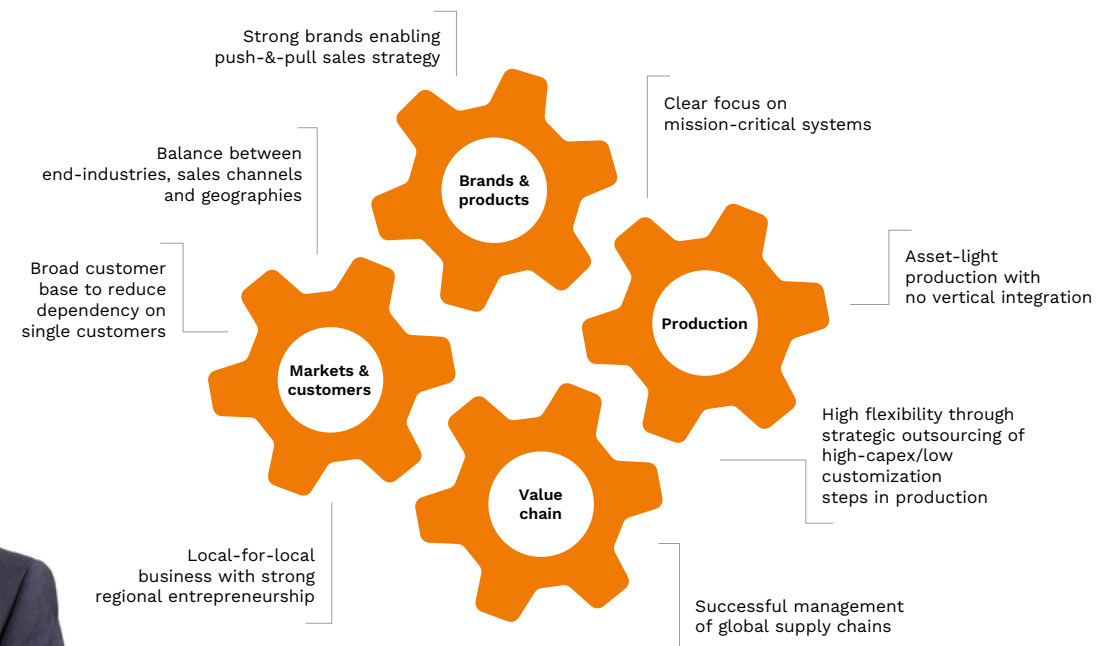 Strong brands enabling
push-&-pull sales strategy
Clear focus on
mission-critical systems
Balance between
end-industries, sales channels
and geographies
Brands &
products
Broad customer
base to reduce
dependency on
single customers
Asset-light
production with
no vertical integration
Production
Markets &
customers
High flexibility through
strategic outsourcing of
high-capex/low
customization
steps in production
Value
chain
Local-for-local
business with strong
regional entrepreneurship
Successful management
of global supply chains